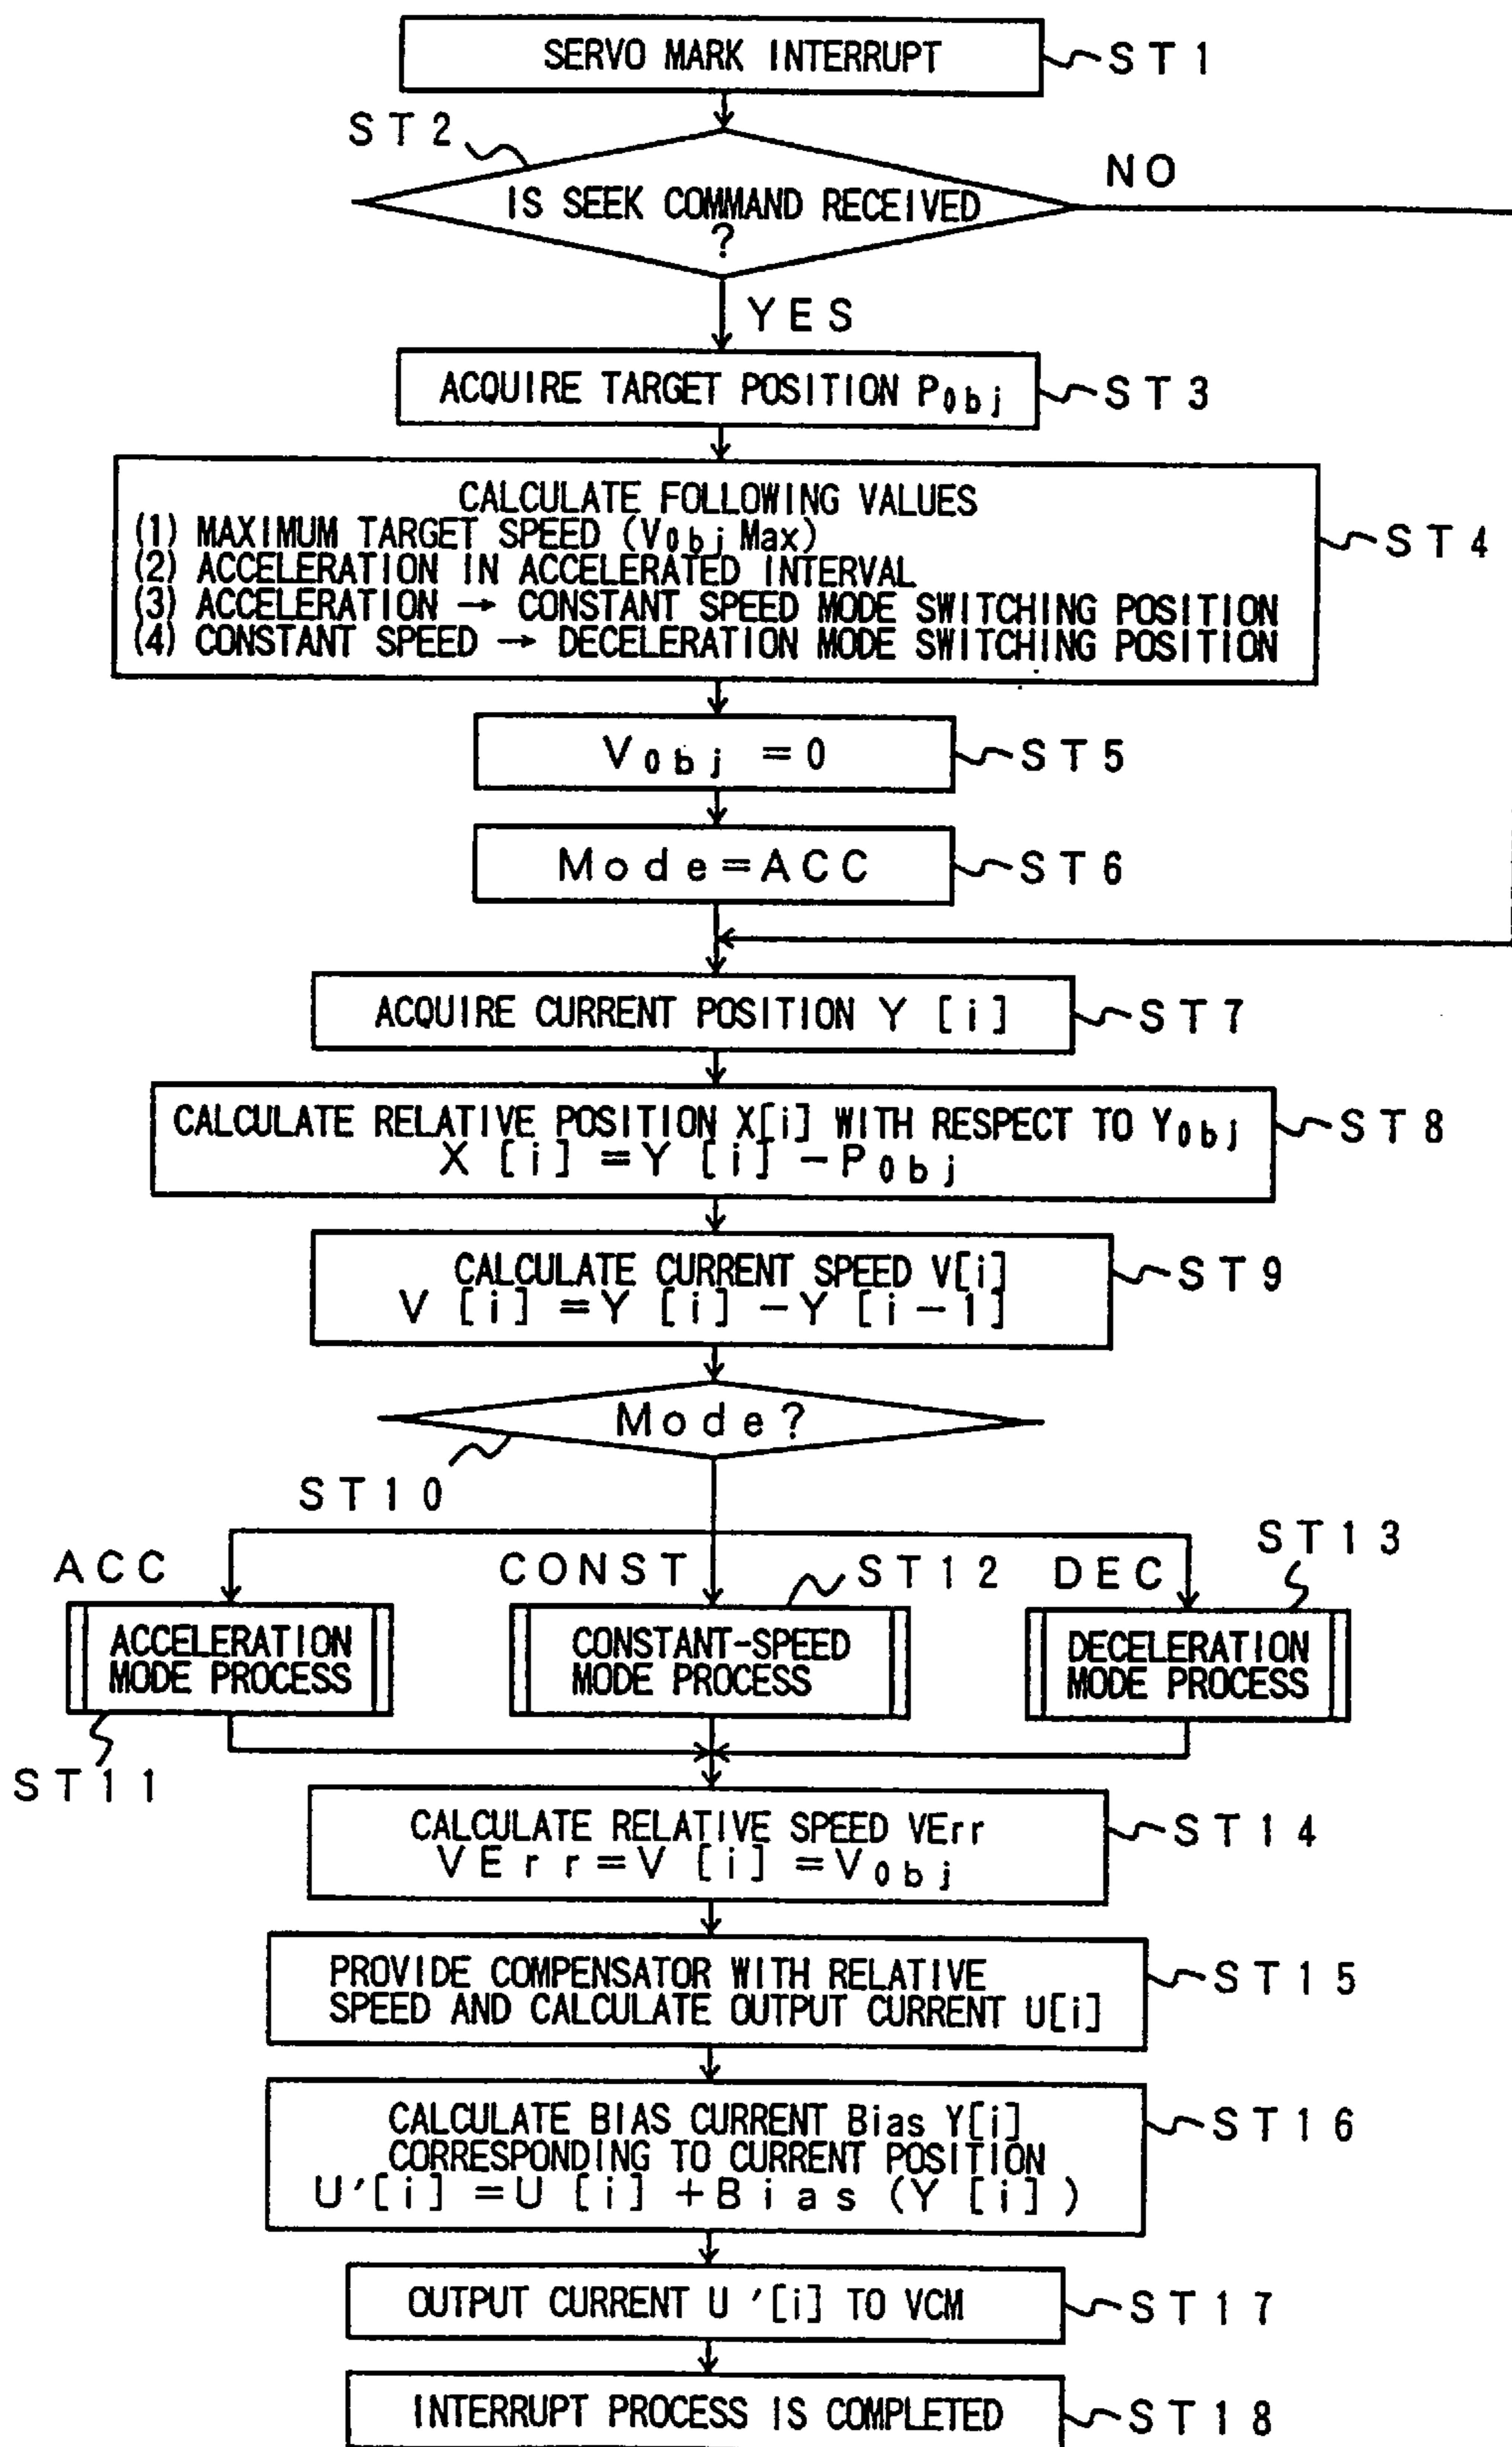 SERVO MARK INTERRUPT
ST1
ST2
IS SEEK COMMAND RECEIVED
?
NO
YES
ACQUIRE TARGET POSITION P0bj
ST3
CALCULATE FOLLOWING VALUES
(1) MAXIMUM TARGET SPEED (V0bj Max)
(2) ACCELERATION IN ACCELERATED INTERVAL
(3) ACCELERATION → CONSTANT SPEED MODE SWITCHING POSITION
(4) CONSTANT SPEED → DECELERATION MODE SWITCHING POSITION
ST4
V0bj =0
ST5
Mode=ACC
ST6
ACQUIRE CURRENT POSITION Y [i]
ST7
CALCULATE RELATIVE POSITION X[i] WITH RESPECT TO Y0bj
X [i] =Y [i] -P0bj
ST8
CALCULATE CURRENT SPEED V[i]
V [i] =Y [i] -Y [i-1]
ST9
Mode?
ST10
ACC
CONST
ST12
DEC
ST13
ACCELERATION
MODE PROCESS
CONSTANT-SPEED
MODE PROCESS
DECELERATION
MODE PROCESS
ST11
CALCULATE RELATIVE SPEED VErr
VErr=V [i] =V0bj
ST14
PROVIDE COMPENSATOR WITH RELATIVE
SPEED AND CALCULATE OUTPUT CURRENT U[i]
ST15
CALCULATE BIAS CURRENT Bias Y[i]
CORRESPONDING TO CURRENT POSITION
U'[i] =U [i] +Bias (Y [i] )
ST16
OUTPUT CURRENT U '[i] TO VCM
ST17
INTERRUPT PROCESS IS COMPLETED
ST18